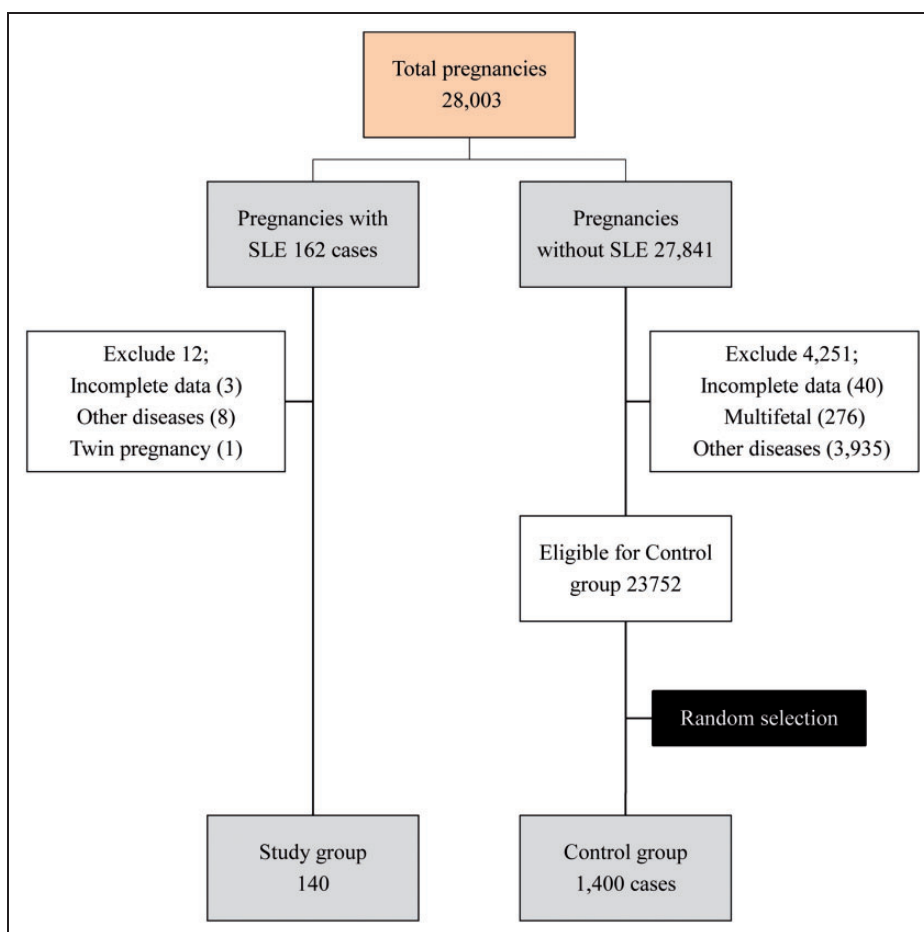 Total pregnancies
28,003
Pregnancies with
SLE 162 cases
Pregnancies
without SLE 27,841
Exclude 12;
Incomplete data (3)
Other diseases (8)
Twin pregnancy (1)
Exclude 4,251;
Incomplete data (40)
Multifetal (276)
Other diseases (3,935)
Eligible for Control
group 23752
Random selection
Study group
140
Control group
1,400 cases